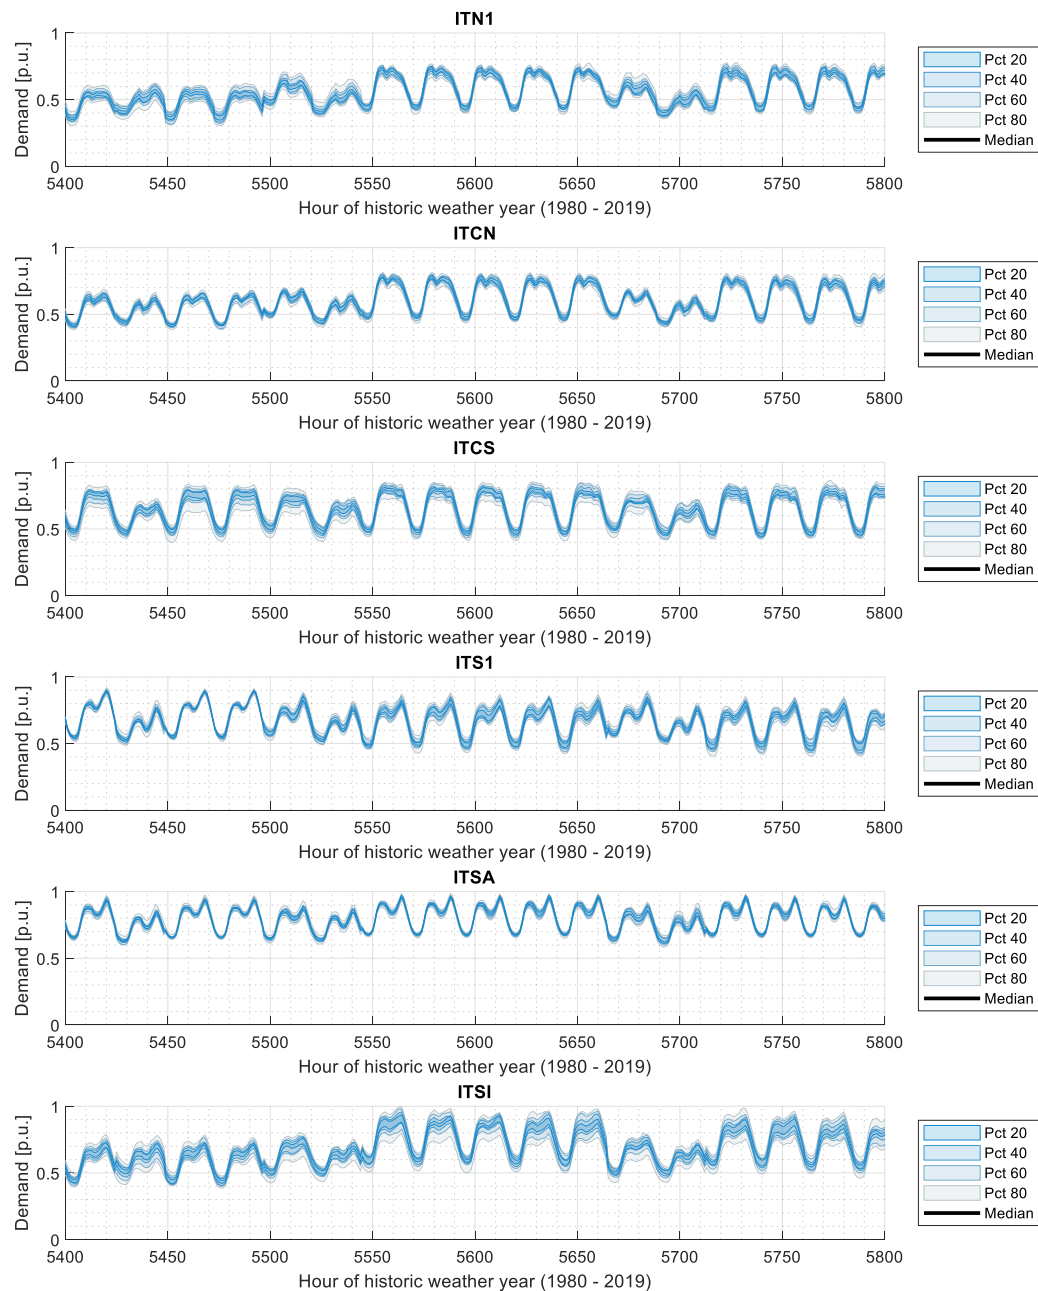 ITN1
Demand [p.u.]
1
0.5
0
5400 5450 5500 5550 5600 5650 5700 5750 5800
Hour of historic weather year (1980 - 2019)
Pct 20
Pct 40
Pct 60
Pct 80
Median
ITCN
Demand [p.u.]
1
0.5
0
5400 5450 5500 5550 5600 5650 5700 5750 5800
Hour of historic weather year (1980 - 2019)
Pct 20
Pct 40
Pct 60
Pct 80
Median
ITCS
Demand [p.u.]
1
0.5
0
5400 5450 5500 5550 5600 5650 5700 5750 5800
Hour of historic weather year (1980 - 2019)
Pct 20
Pct 40
Pct 60
Pct 80
Median
ITS1
Demand [p.u.]
1
0.5
0
5400 5450 5500 5550 5600 5650 5700 5750 5800
Hour of historic weather year (1980 - 2019)
Pct 20
Pct 40
Pct 60
Pct 80
Median
ITSA
Demand [p.u.]
1
0.5
0
5400 5450 5500 5550 5600 5650 5700 5750 5800
Hour of historic weather year (1980 - 2019)
Pct 20
Pct 40
Pct 60
Pct 80
Median
ITSI
Demand [p.u.]
1
0.5
0
5400 5450 5500 5550 5600 5650 5700 5750 5800
Hour of historic weather year (1980 - 2019)
Pct 20
Pct 40
Pct 60
Pct 80
Median